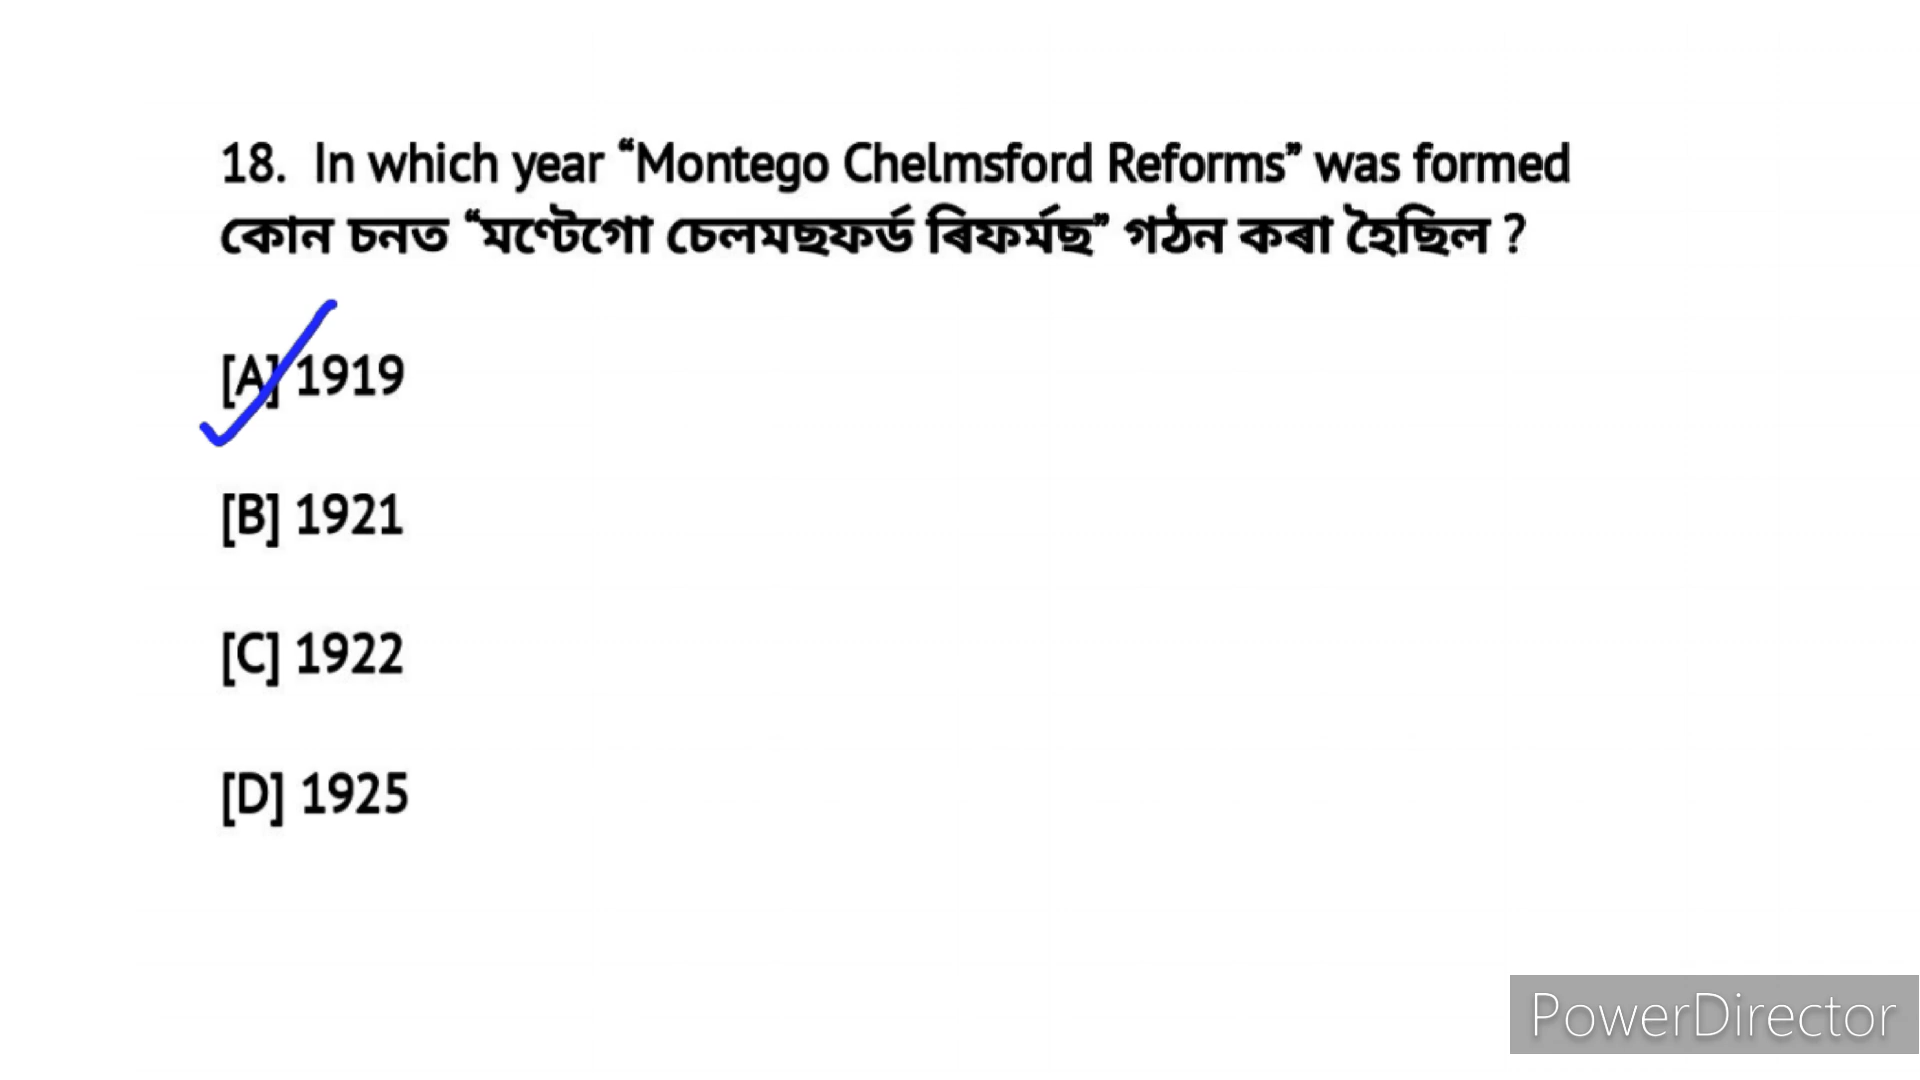 18. In which year “Montego Chelmsford Reforms” was formed
কোন চনত “মণ্টেগো চেলমছফৰ্ড ৰিফৰ্মছ” গঠন কৰা হৈছিল ?
[A] 1919
[B] 1921
[C] 1922
[D] 1925
PowerDirector